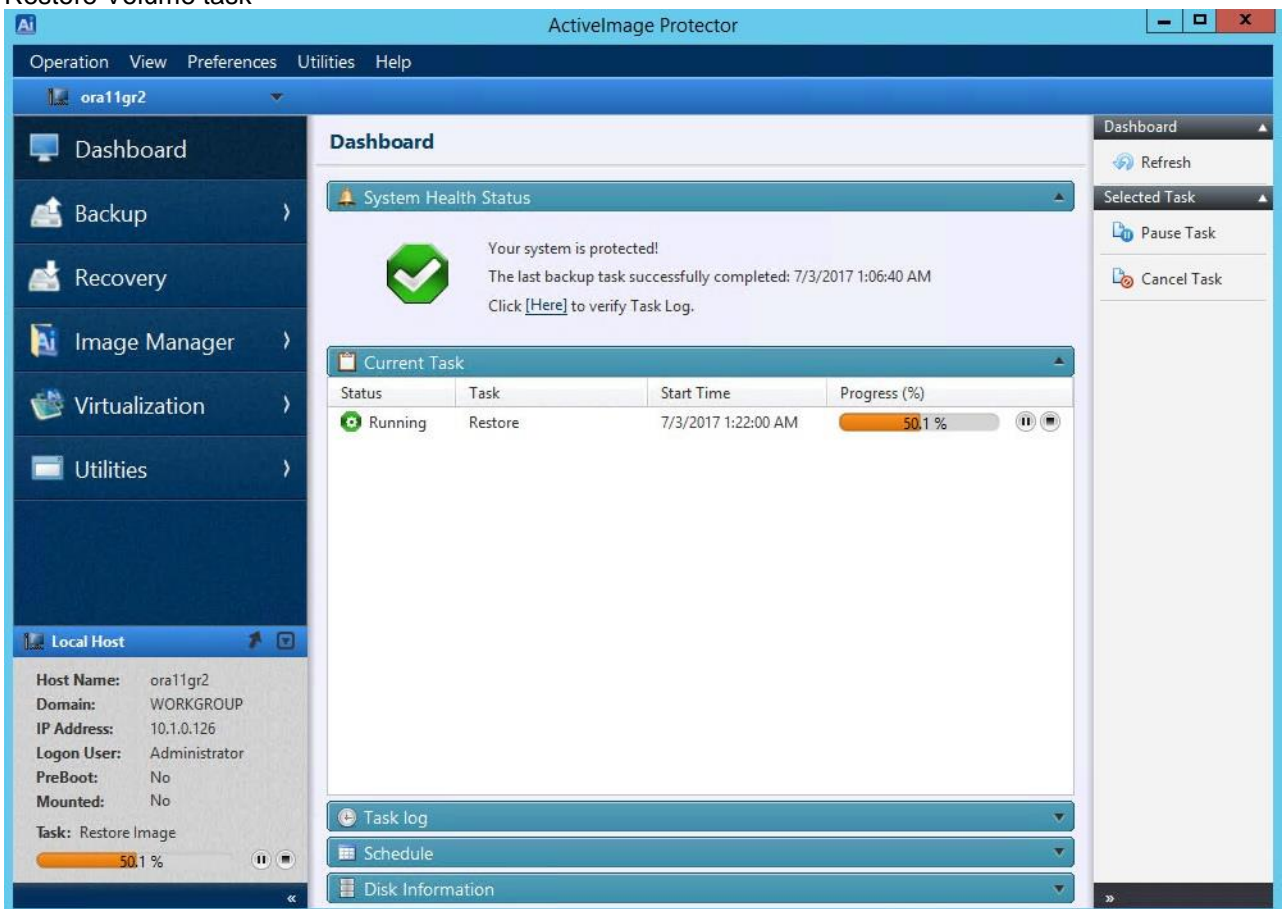 Restore Volume task
Ai
ActiveImage Protector
Operation View Preferences Utilities Help
ora11gr2
Dashboard
Backup
Recovery
Image Manager
Virtualization
Utilities
Local Host
Host Name: ora11gr2
Domain: WORKGROUP
IP Address: 10.1.0.126
Logon User: Administrator
PreBoot: No
Mounted: No
Task: Restore Image
50.1 %
«
Dashboard
System Health Status
Your system is protected!
The last backup task successfully completed: 7/3/2017 1:06:40 AM
Click [Here] to verify Task Log.
Current Task
Status Task Start Time Progress (%)
Running Restore 7/3/2017 1:22:00 AM 50.1 %
Task log
Schedule
Disk Information
Dashboard
Refresh
Selected Task
Pause Task
Cancel Task
»